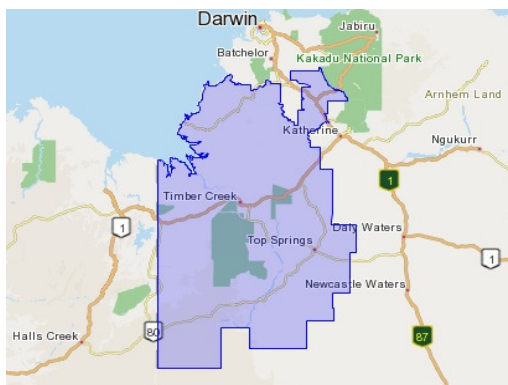 Darwin
Jabiru
Batchelor
Kakadu National Park
Arnhem Land
Katherine
Ngukurr
1
Timber Creek
1
Top Springs
Daly Waters
1
Newcastle Waters
80
Halls Creek
87